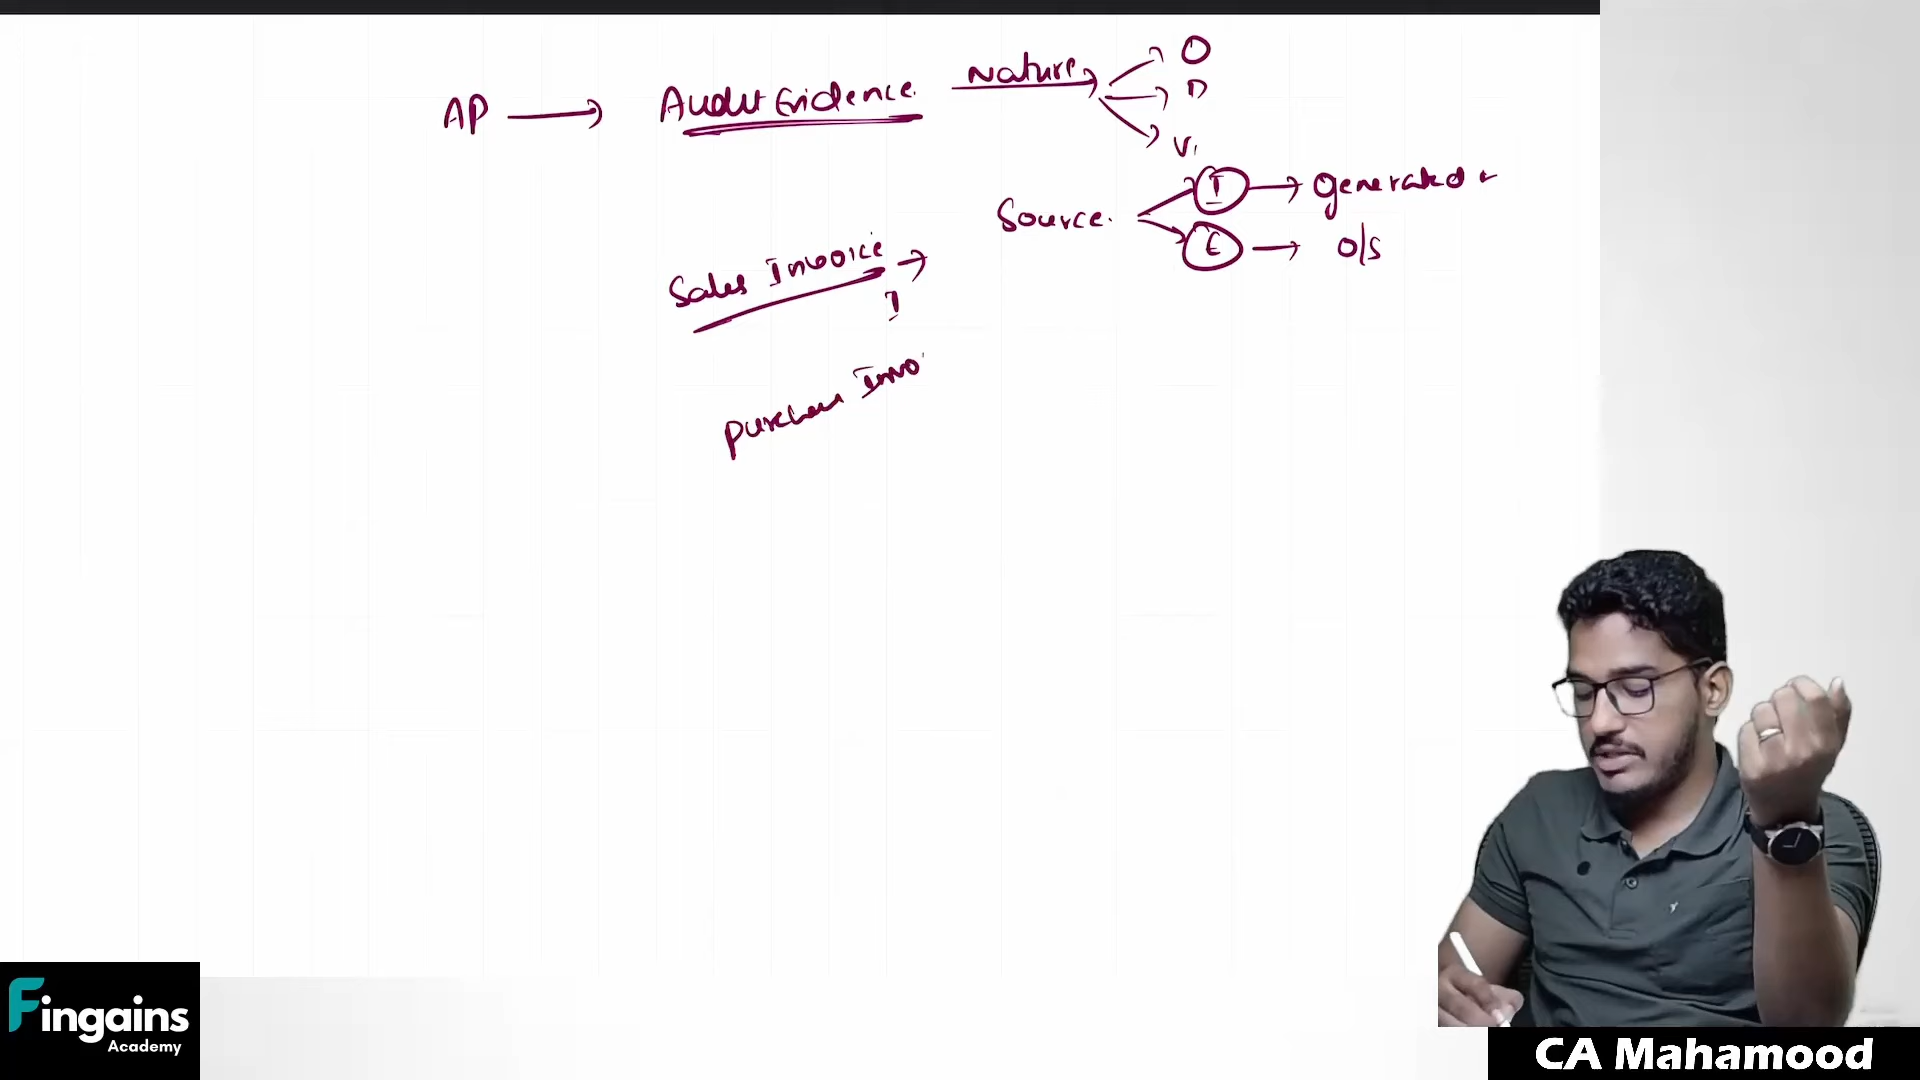 AP → Audit Evidence. Nature → O
→ D
→ V.
Source. → I → generated
→ E → O/S
Sales Invoice →
I
Purchase Invo
Fingains
Academy
CA Mahamood